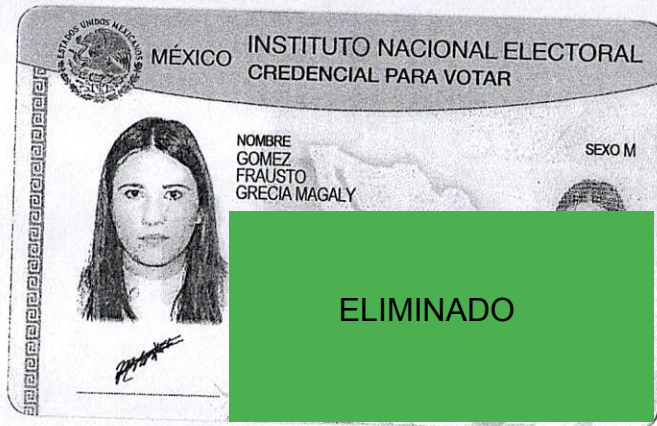 ESTADOS UNIDOS MEXICANOS
MÉXICO
INSTITUTO NACIONAL ELECTORAL
CREDENCIAL PARA VOTAR
NOMBRE
GOMEZ
FRAUSTO
GRECIA MAGALY
SEXO M
ELIMINADO